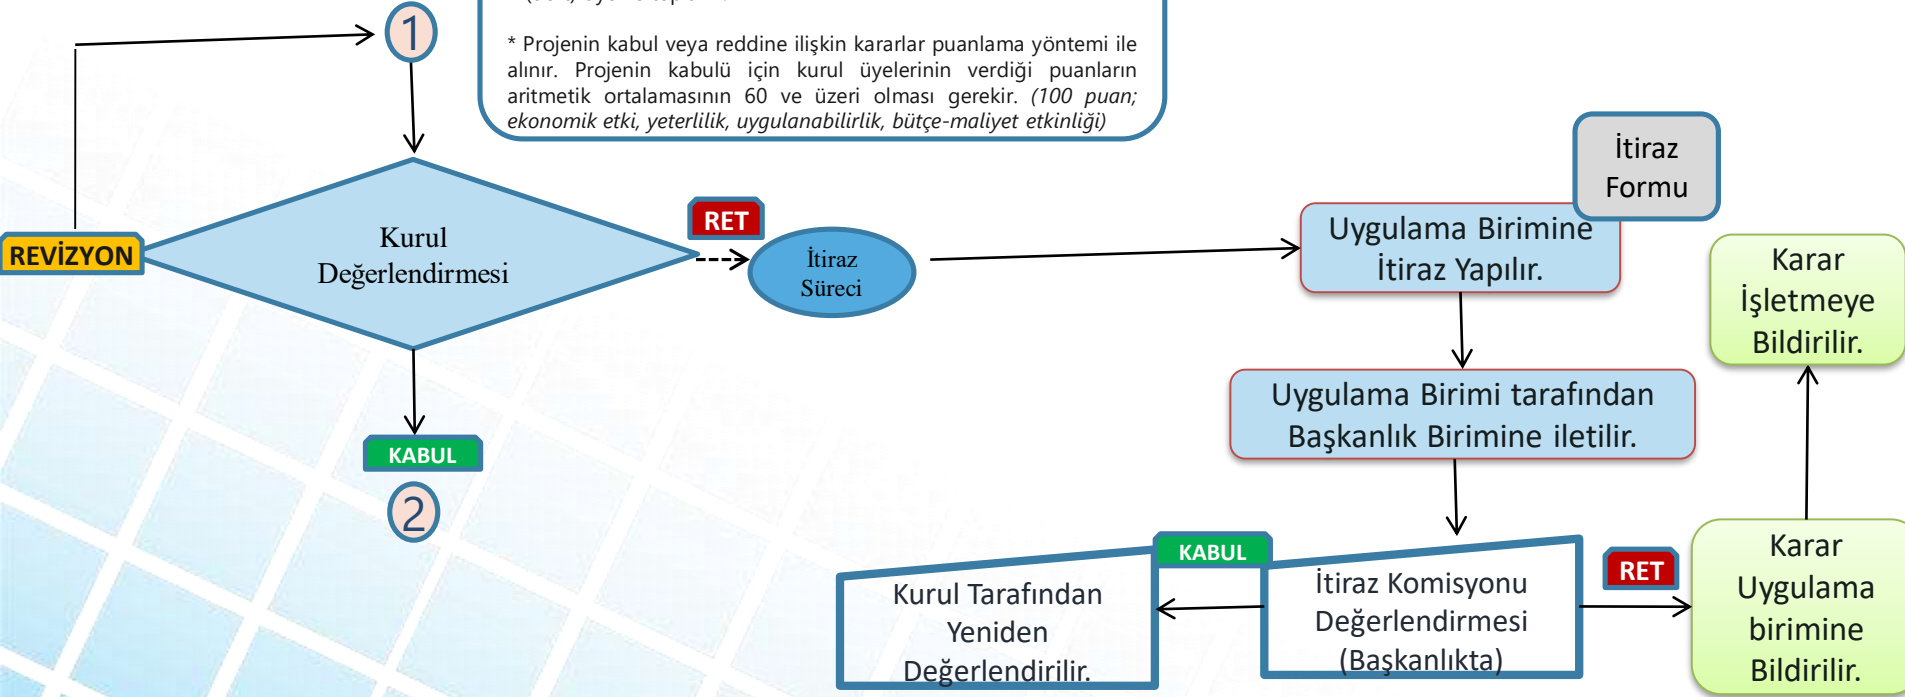 1
* Projenin kabul veya reddine ilişkin kararlar puanlama yöntemi ile
alınır. Projenin kabulü için kurul üyelerinin verdiği puanların
aritmetik ortalamasının 60 ve üzeri olması gerekir. (100 puan;
ekonomik etki, yeterlilik, uygulanabilirlik, bütçe-maliyet etkinliği)
REVİZYON
Kurul
Değerlendirmesi
RET
İtiraz
Süreci
KABUL
2
İtiraz
Formu
Uygulama Birimine
İtiraz Yapılır.
Uygulama Birimi tarafından
Başkanlık Birimine iletilir.
İtiraz Komisyonu
Değerlendirmesi
(Başkanlıkta)
KABUL
Kurul Tarafından
Yeniden
Değerlendirilir.
RET
Karar
Uygulama
birimine
Bildirilir.
Karar
İşletmeye
Bildirilir.